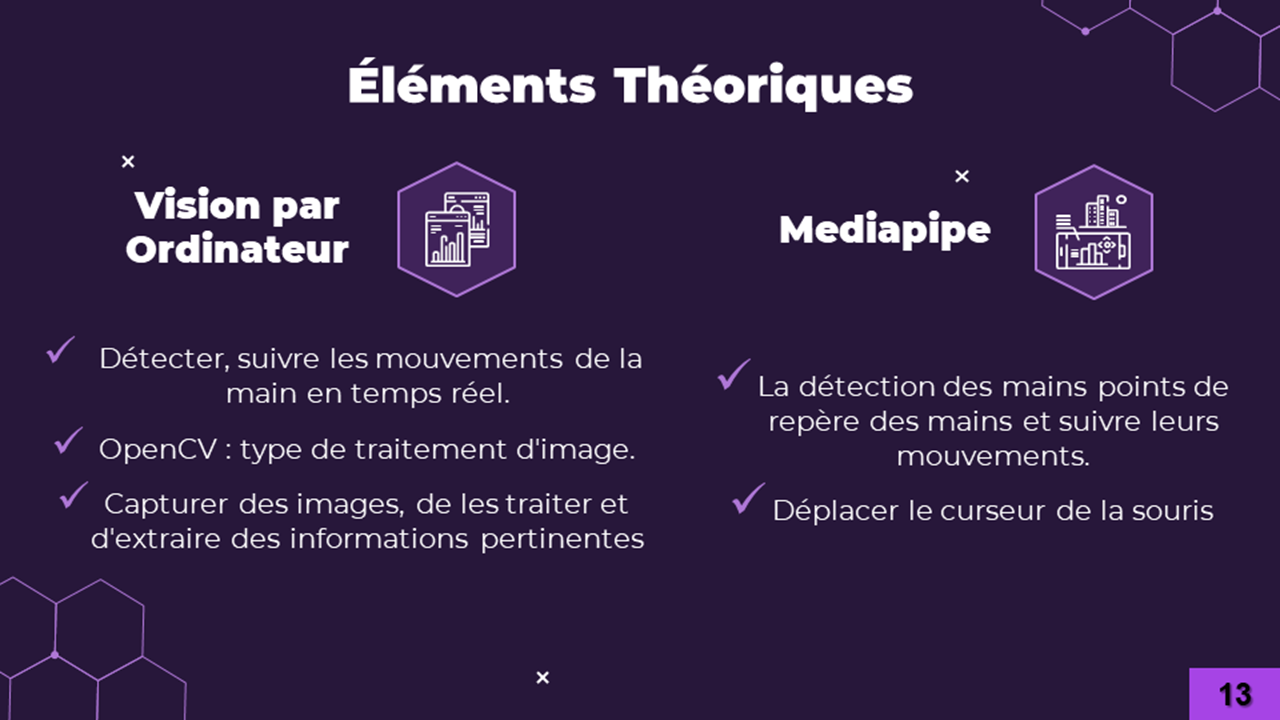 Éléments Théoriques
Vision par
Ordinateur
Détecter, suivre les mouvements de la
main en temps réel.
OpenCV : type de traitement d'image.
Capturer des images, de les traiter et
d'extraire des informations pertinentes
Mediapipe
La détection des mains points de
repère des mains et suivre leurs
mouvements.
Déplacer le curseur de la souris
13